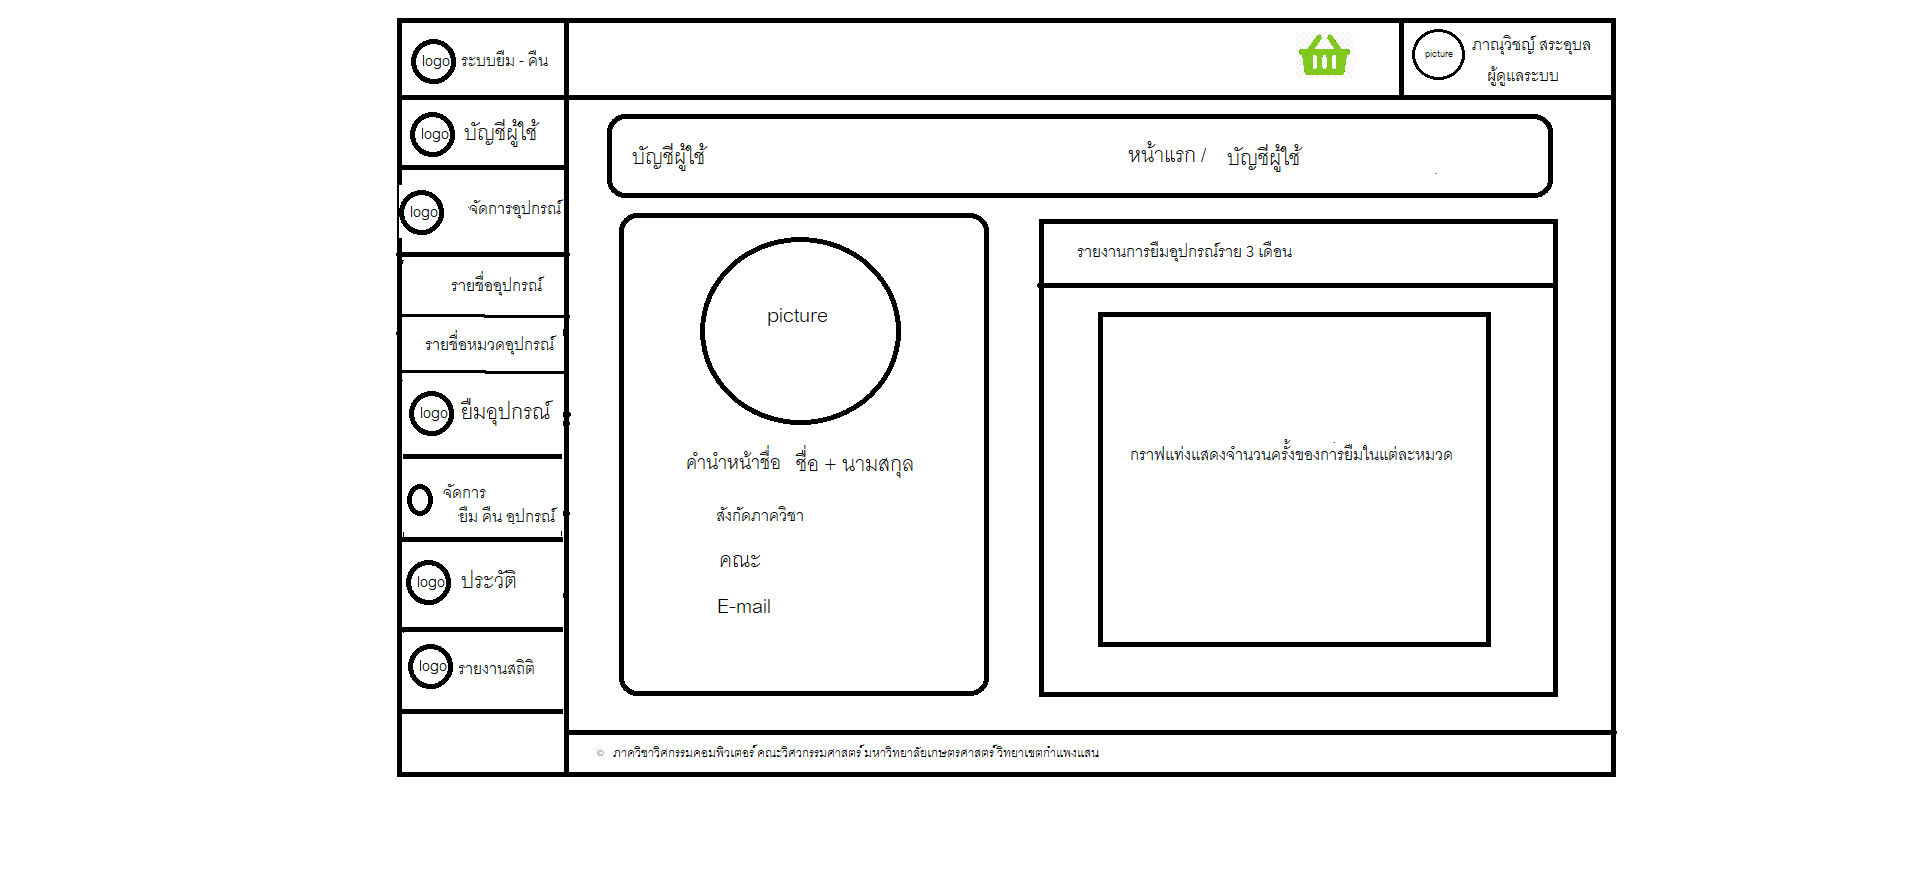 logo ระบบยืม - คืน
picture
ภาณุวิชญ์ สระอุบล
ผู้ดูแลระบบ
logo บัญชีผู้ใช้
logo จัดการอุปกรณ์
รายชื่ออุปกรณ์
รายชื่อหมวดอุปกรณ์
logo ยืมอุปกรณ์
จัดการ
ยืม คืน อุปกรณ์
logo ประวัติ
logo รายงานสถิติ
บัญชีผู้ใช้
หน้าแรก / บัญชีผู้ใช้
picture
คำนำหน้าชื่อ ชื่อ + นามสกุล
สังกัดภาควิชา
คณะ
E-mail
รายงานการยืมอุปกรณ์ราย 3 เดือน
กราฟแท่งแสดงจำนวนครั้งของการยืมในแต่ละหมวด
© ภาควิชาวิศกรรมคอมพิวเตอร์ คณะวิศวกรรมศาสตร์ มหาวิทยาลัยเกษตรศาสตร์ วิทยาเขตกำแพงแสน